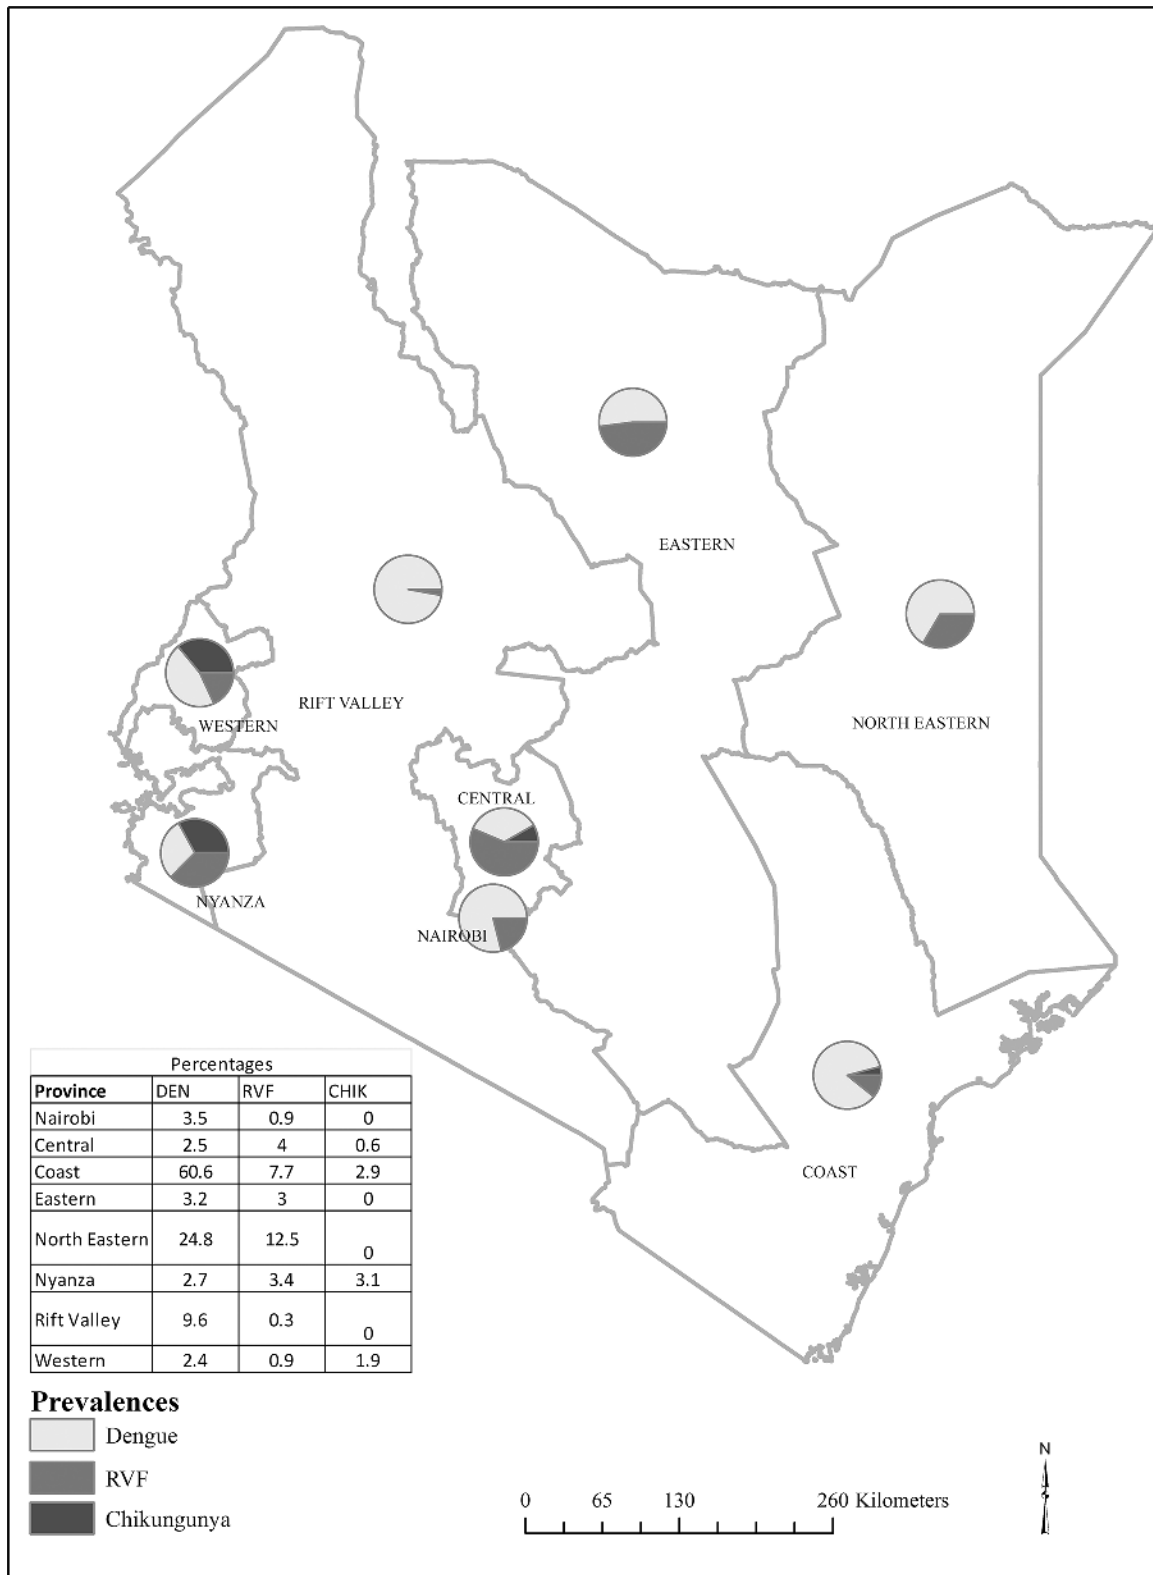 EASTERN
RIFT VALLEY
WESTERN
NORTH EASTERN
CENTRAL
NYANZA
NAIROBI
COAST
Percentages
Province DEN RVF CHIK
Nairobi 3.5 0.9 0
Central 2.5 4 0.6
Coast 60.6 7.7 2.9
Eastern 3.2 3 0
North Eastern 24.8 12.5 0
Nyanza 2.7 3.4 3.1
Rift Valley 9.6 0.3 0
Western 2.4 0.9 1.9
Prevalences
Dengue
RVF
Chikungunya
0 65 130 260 Kilometers
N